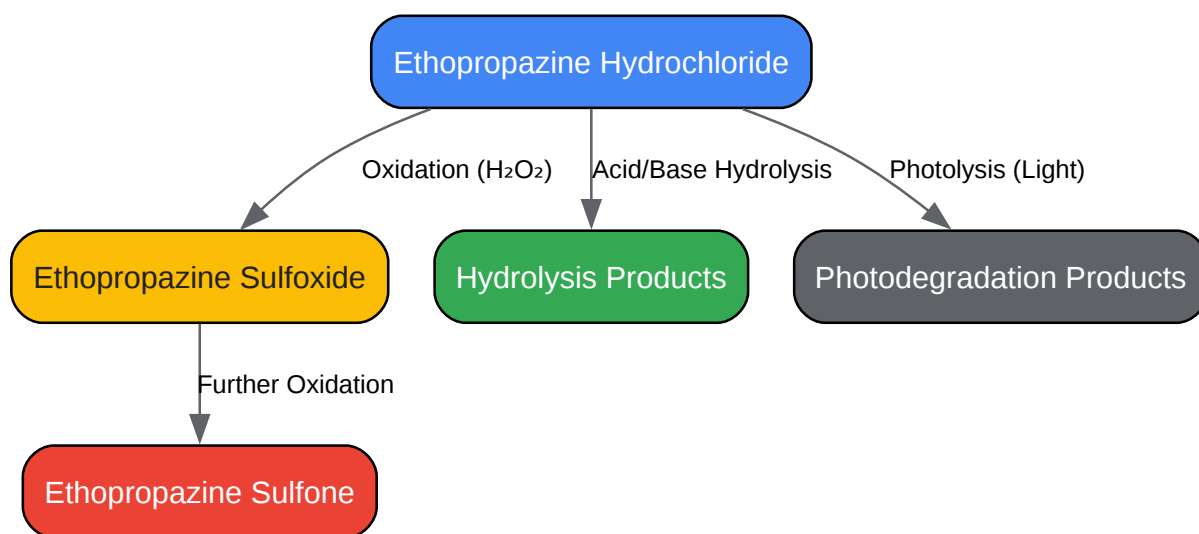 Ethopropazine Hydrochloride
Oxidation (H₂O₂)
Acid/Base Hydrolysis
Photolysis (Light)
Ethopropazine Sulfoxide
Hydrolysis Products
Photodegradation Products
Further Oxidation
Ethopropazine Sulfone